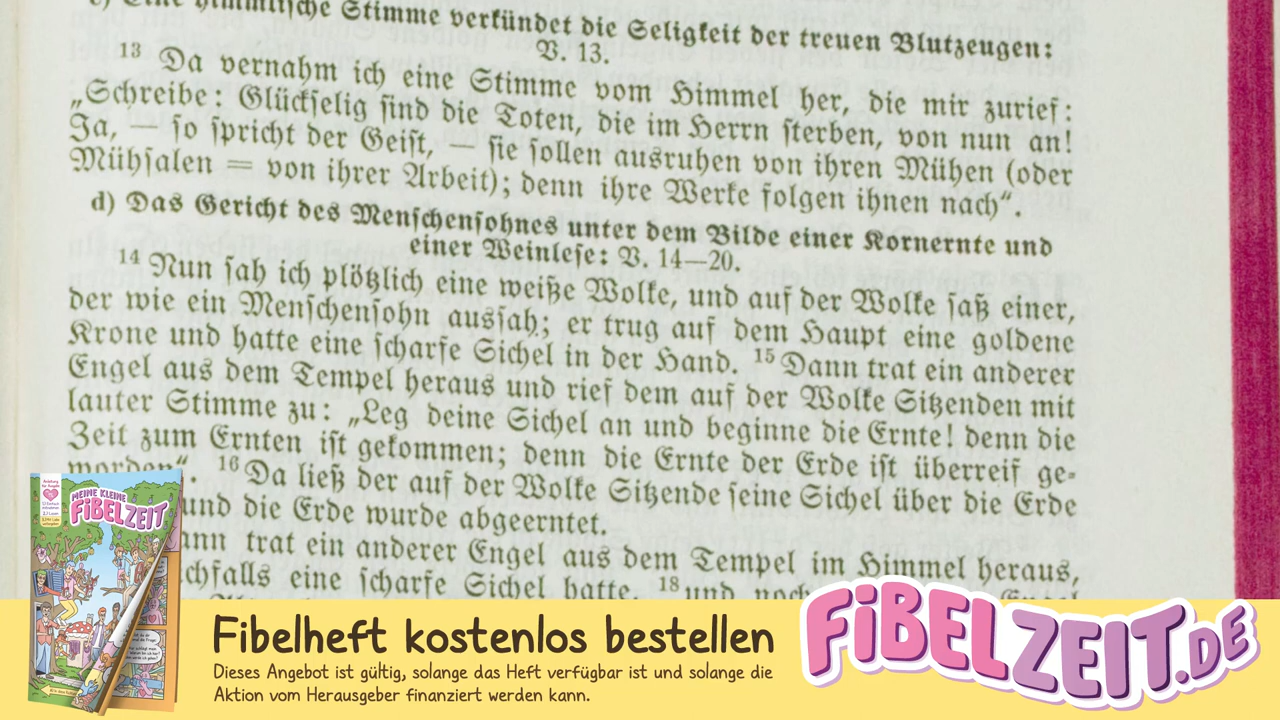 c) Eine himmlische Stimme verkündet die Seligkeit der treuen Blutzeugen:
V. 13.
13 Da vernahm ich eine Stimme vom Himmel her, die mir zurief:
„Schreibe: Glückselig sind die Toten, die im Herrn sterben, von nun an!
Ja, — so spricht der Geist, — sie sollen ausruhen von ihren Mühen (oder
Mühsalen = von ihrer Arbeit); denn ihre Werke folgen ihnen nach“.
d) Das Gericht des Menschensohnes unter dem Bilde einer Kornernte und
einer Weinlese: V. 14—20.
14 Nun sah ich plötzlich eine weiße Wolke, und auf der Wolke saß einer,
der wie ein Menschensohn aussah; er trug auf dem Haupt eine goldene
Krone und hatte eine scharfe Sichel in der Hand. 15 Dann trat ein anderer
Engel aus dem Tempel heraus und rief dem auf der Wolke Sitzenden mit
lauter Stimme zu: „Leg deine Sichel an und beginne die Ernte! denn die
Zeit zum Ernten ist gekommen; denn die Ernte der Erde ist überreif ge-
worden“. 16 Da ließ der auf der Wolke Sitzende seine Sichel über die Erde
und die Erde wurde abgeerntet.
ann trat ein anderer Engel aus dem Tempel im Himmel heraus,
chfalls eine scharfe Sichel hatte. 18 und noch Engel
MEINE KLEINE
FiBELZEIT
Fibelheft kostenlos bestellen
Dieses Angebot ist gültig, solange das Heft verfügbar ist und solange die
Aktion vom Herausgeber finanziert werden kann.
FiBELZEIT.DE